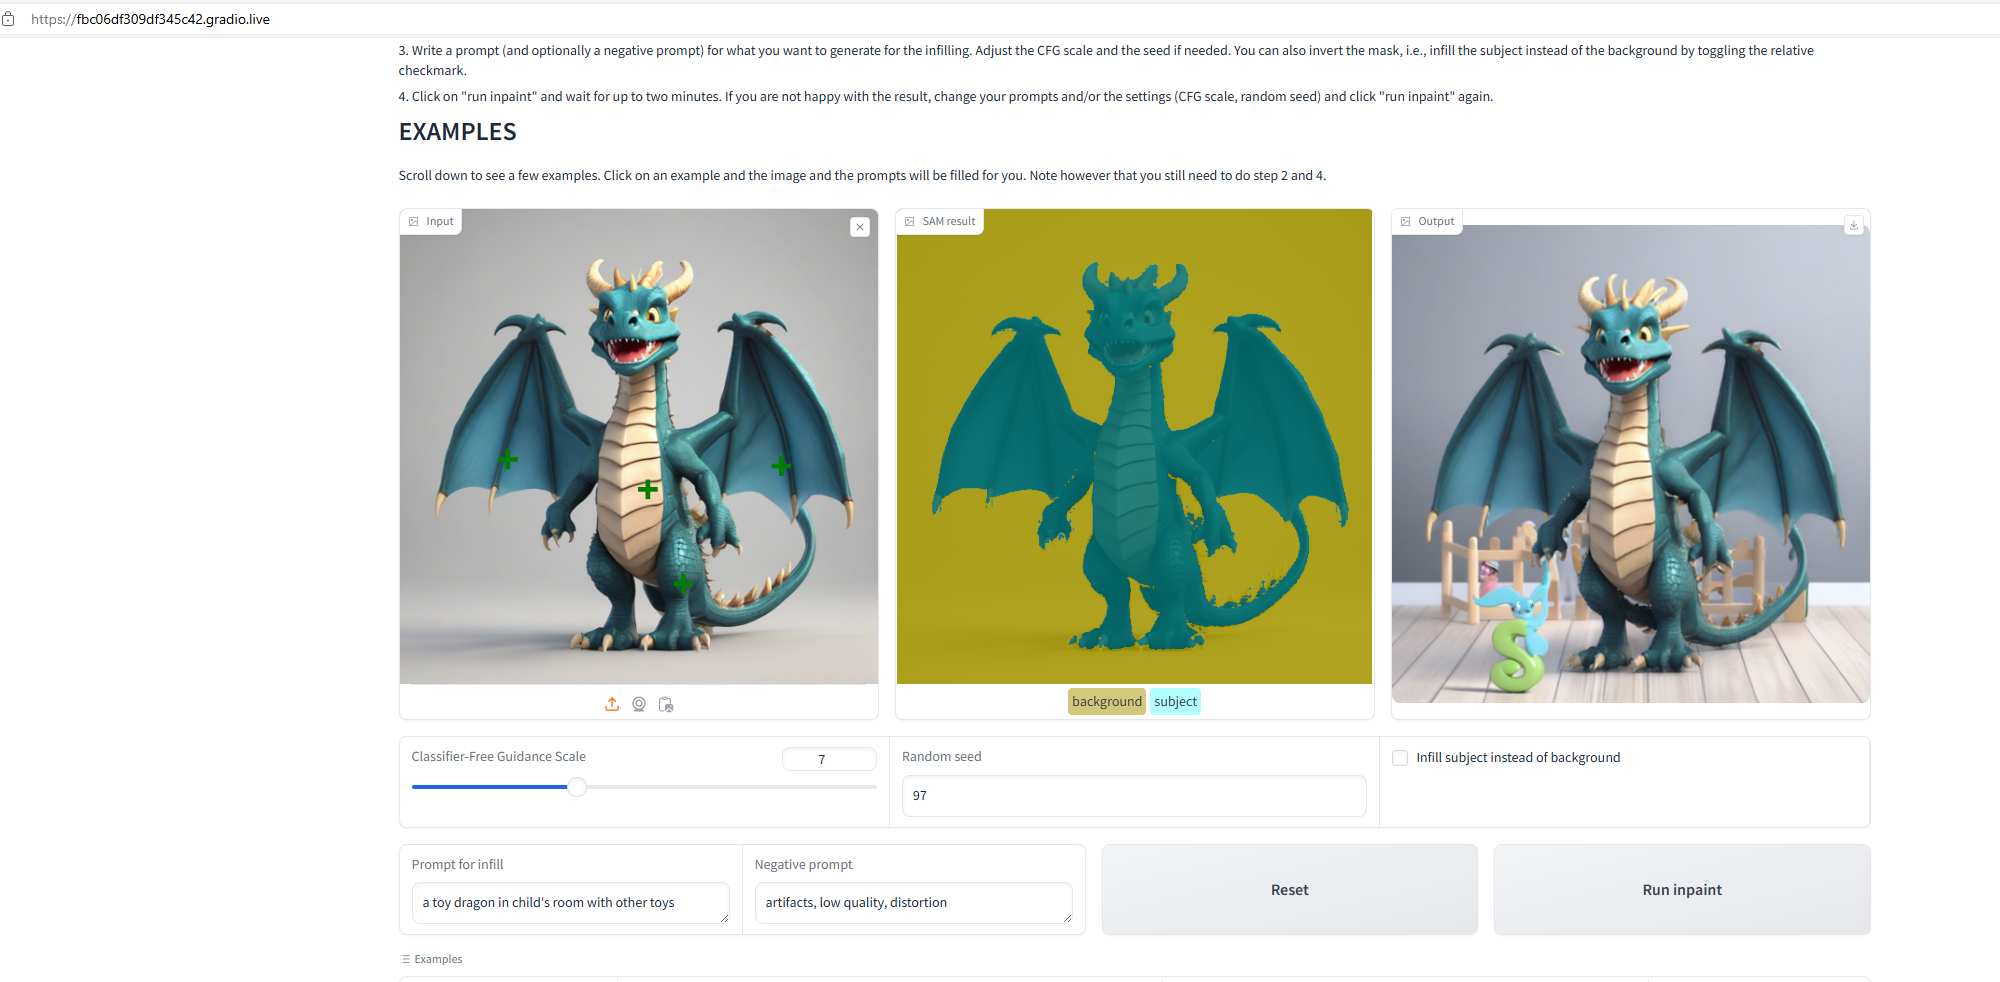 https://fbc06df309df345c42.gradio.live
3. Write a prompt (and optionally a negative prompt) for what you want to generate for the infilling. Adjust the CFG scale and the seed if needed. You can also invert the mask, i.e., infill the subject instead of the background by toggling the relative
checkmark.
4. Click on "run inpaint" and wait for up to two minutes. If you are not happy with the result, change your prompts and/or the settings (CFG scale, random seed) and click "run inpaint" again.
EXAMPLES
Scroll down to see a few examples. Click on an example and the image and the prompts will be filled for you. Note however that you still need to do step 2 and 4.
Input
SAM result
Output
S
background subject
Classifier-Free Guidance Scale
7
Random seed
97
Infill subject instead of background
Prompt for infill
a toy dragon in child's room with other toys
Negative prompt
artifacts, low quality, distortion
Reset
Run inpaint
Examples